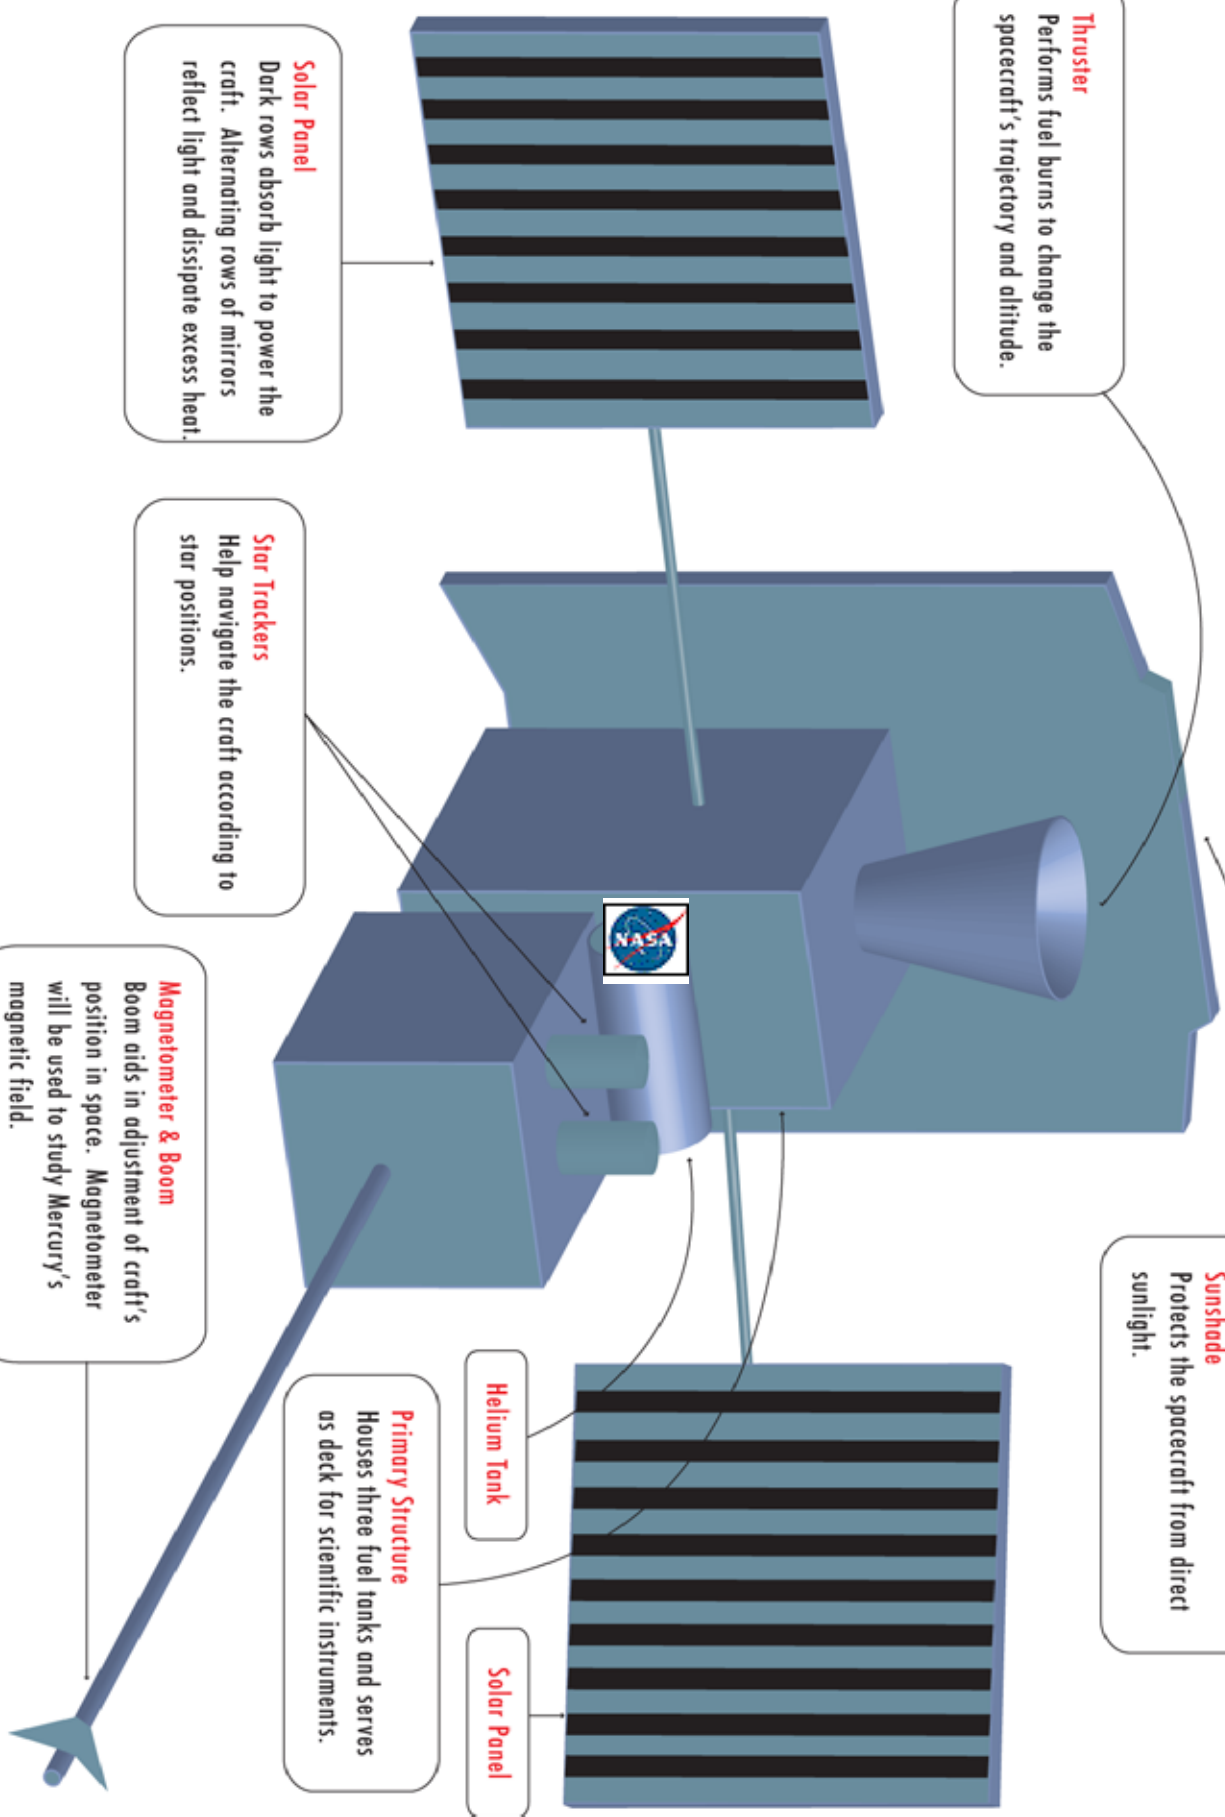 Thruster
Performs fuel burns to change the
spacecraft's trajectory and altitude.
Sunshade
Protects the spacecraft from direct
sunlight.
Solar Panel
Dark rows absorb light to power the
craft. Alternating rows of mirrors
reflect light and dissipate excess heat.
Star Trackers
Help navigate the craft according to
star positions.
NASA
Magnetometer & Boom
Boom aids in adjustment of craft's
position in space. Magnetometer
will be used to study Mercury's
magnetic field.
Helium Tank
Primary Structure
Houses three fuel tanks and serves
as deck for scientific instruments.
Solar Panel